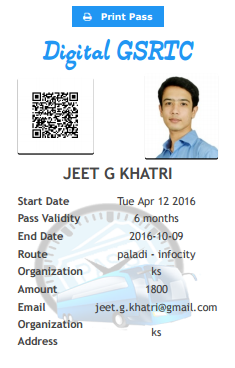 Print Pass
Digital GSRTC
JEET G KHATRI
Start Date Tue Apr 12 2016
Pass Validity 6 months
End Date 2016-10-09
Route paladi - infocity
Organization ks
Amount 1800
Email jeet.g.khatri@gmail.com
Organization
Address ks